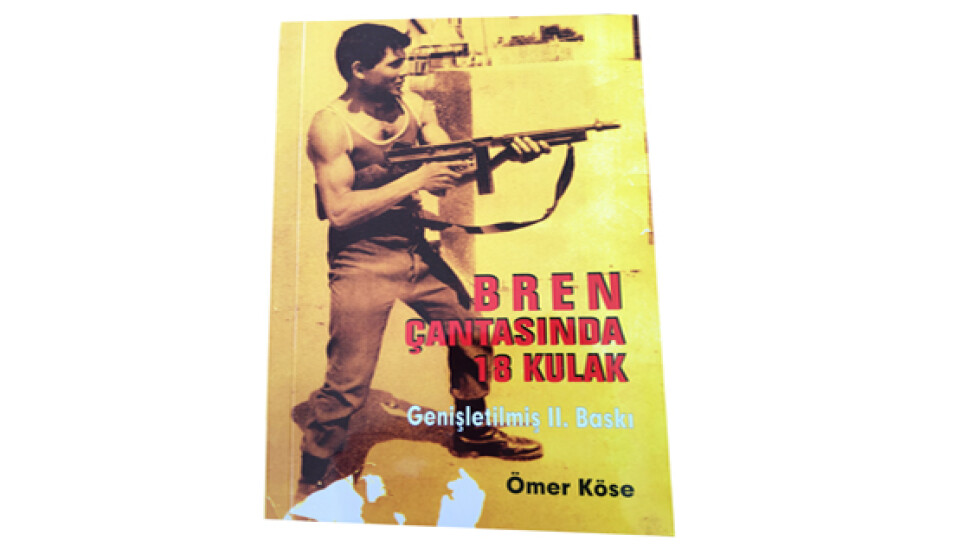 BREN
ÇANTASINDA
18 KULAK
Genişletilmiş II. Baskı
Ömer Köse